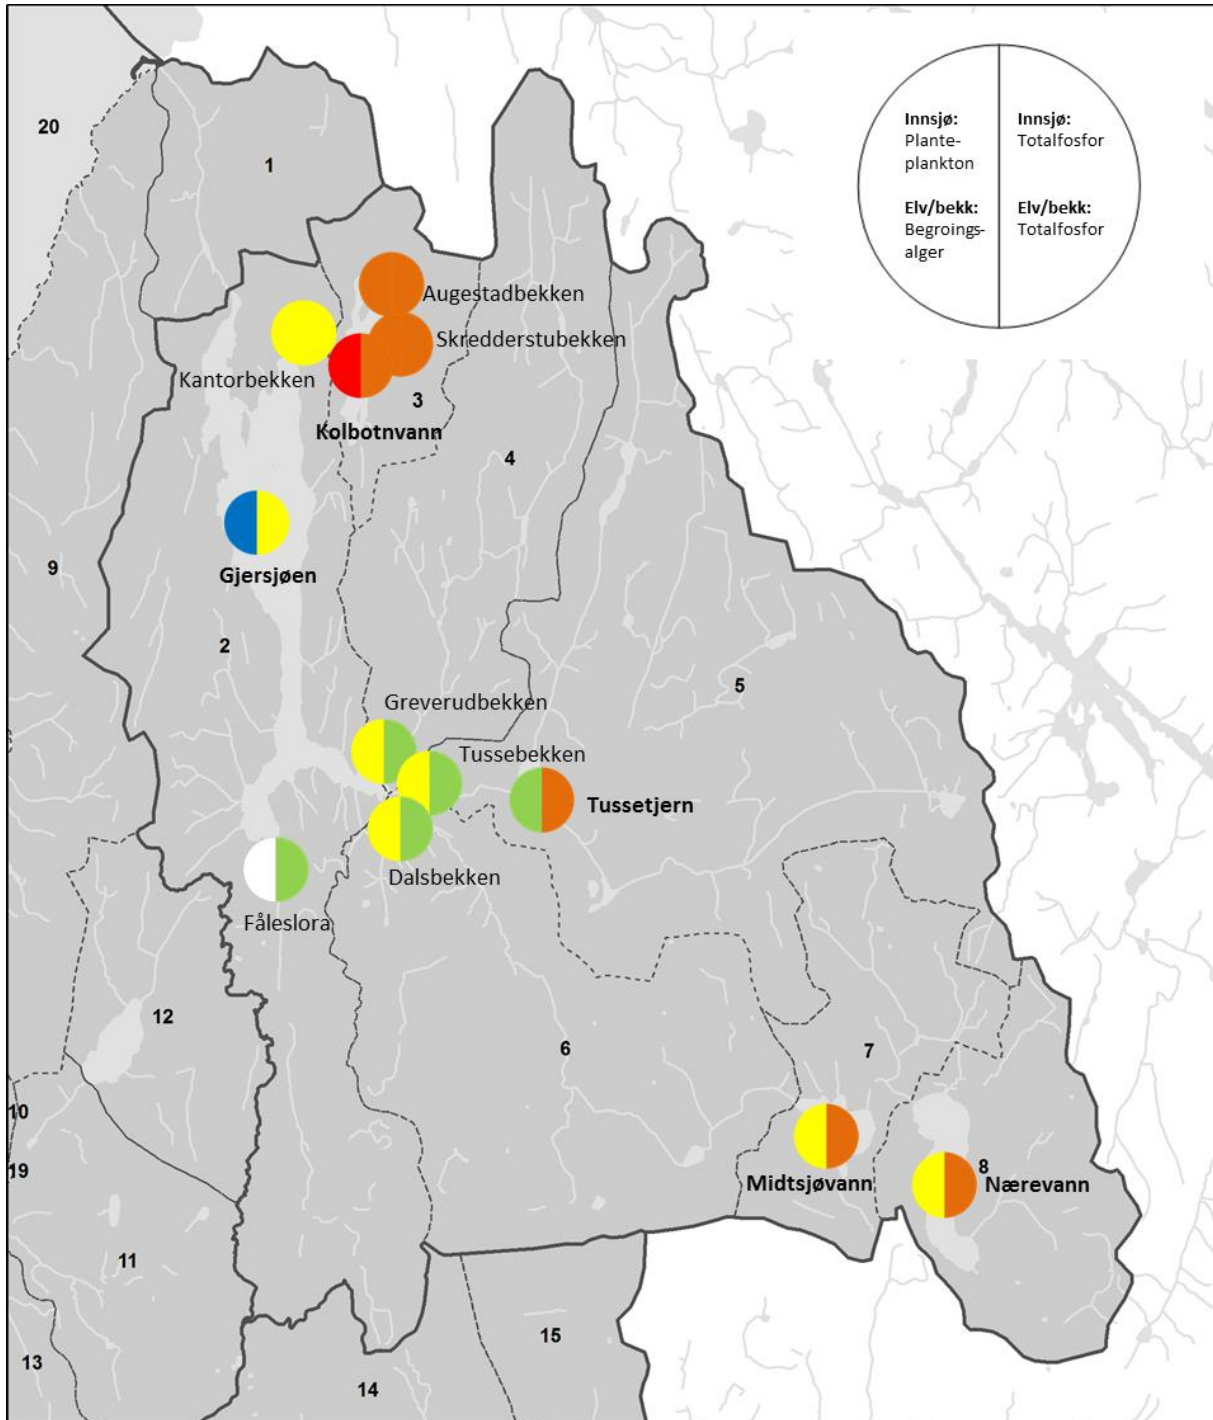 20
1
Innsjø:
Plante-
plankton
Innsjø:
Totalfosfor
Elv/bekk:
Begroings-
alger
Elv/bekk:
Totalfosfor
Augestadbekken
Skredderstubekken
Kantorbekken
3
Kolbotnvann
4
9
Gjersjøen
2
5
Greverudbekken
Tussebekken
Tussetjern
Dalsbekken
Fåleslora
12
6
7
10
19
8
Midtsjøvann
Nærevann
11
15
13
14